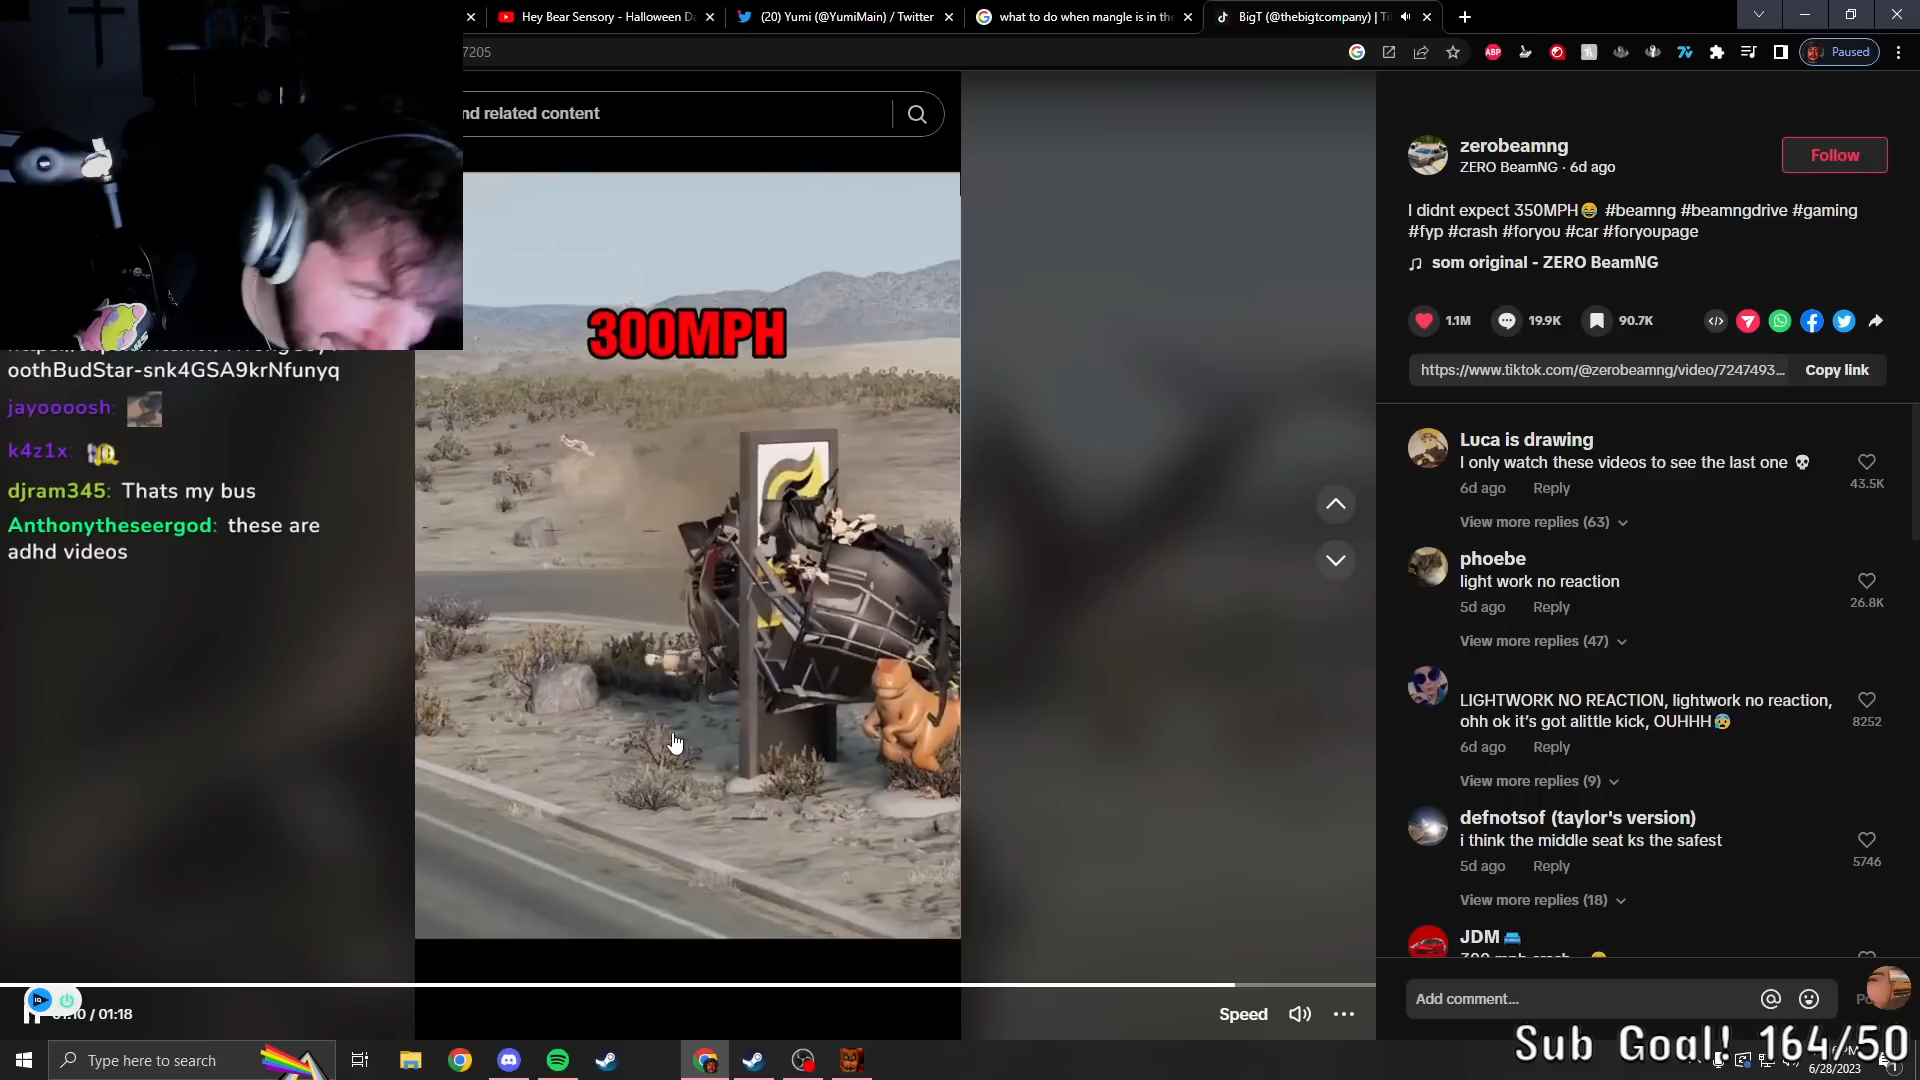 Hey Bear Sensory - Halloween D
(20) Yumi (@YumiMain) / Twitter
what to do when mangle is in the
BigT (@thebigtcompany) | Ti
7205
ABP
Paused
nd related content
300MPH
oothBudStar-snk4GSA9krNfunyq
jayoooosh:
k4z1x:
djram345: Thats my bus
Anthonytheseergod: these are
adhd videos
zerobeamng
ZERO BeamNG · 6d ago
Follow
I didnt expect 350MPH😂 #beamng #beamngdrive #gaming
#fyp #crash #foryou #car #foryoupage
som original - ZERO BeamNG
1.1M
19.9K
90.7K
https://www.tiktok.com/@zerobeamng/video/7247493...
Copy link
Luca is drawing
I only watch these videos to see the last one 💀
6d ago Reply
43.5K
View more replies (63)
phoebe
light work no reaction
5d ago Reply
26.8K
View more replies (47)
LIGHTWORK NO REACTION, lightwork no reaction,
ohh ok it's got alittle kick, OUHHH😰
6d ago Reply
8252
View more replies (9)
defnotsof (taylor's version)
i think the middle seat ks the safest
5d ago Reply
5746
View more replies (18)
JDM
Add comment...
01:10 / 01:18
Speed
Sub Goal! 164/50
Type here to search
6/28/2023